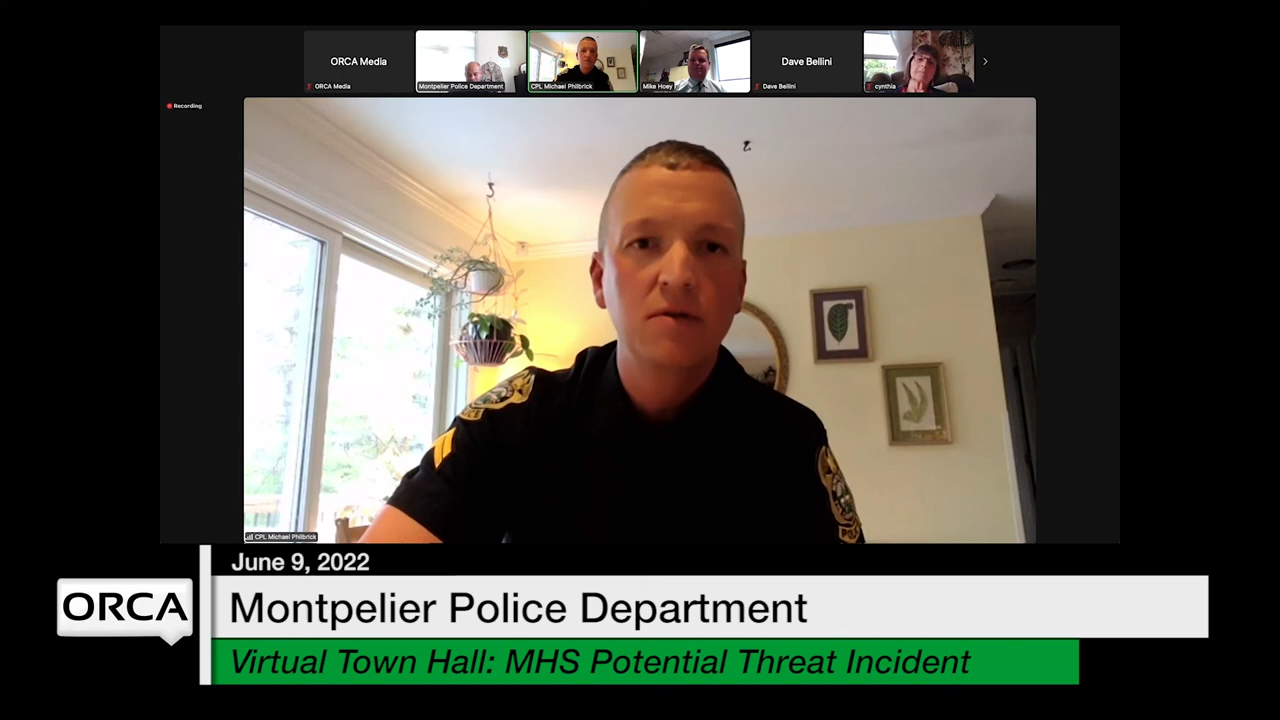 ORCA Media
Dave Bellini
ORCA Media
Montpelier Police Department
CPL Michael Philbrick
Mike Hoey
Dave Bellini
cynthia
Recording
CPL Michael Philbrick
June 9, 2022
ORCA
Montpelier Police Department
Virtual Town Hall: MHS Potential Threat Incident